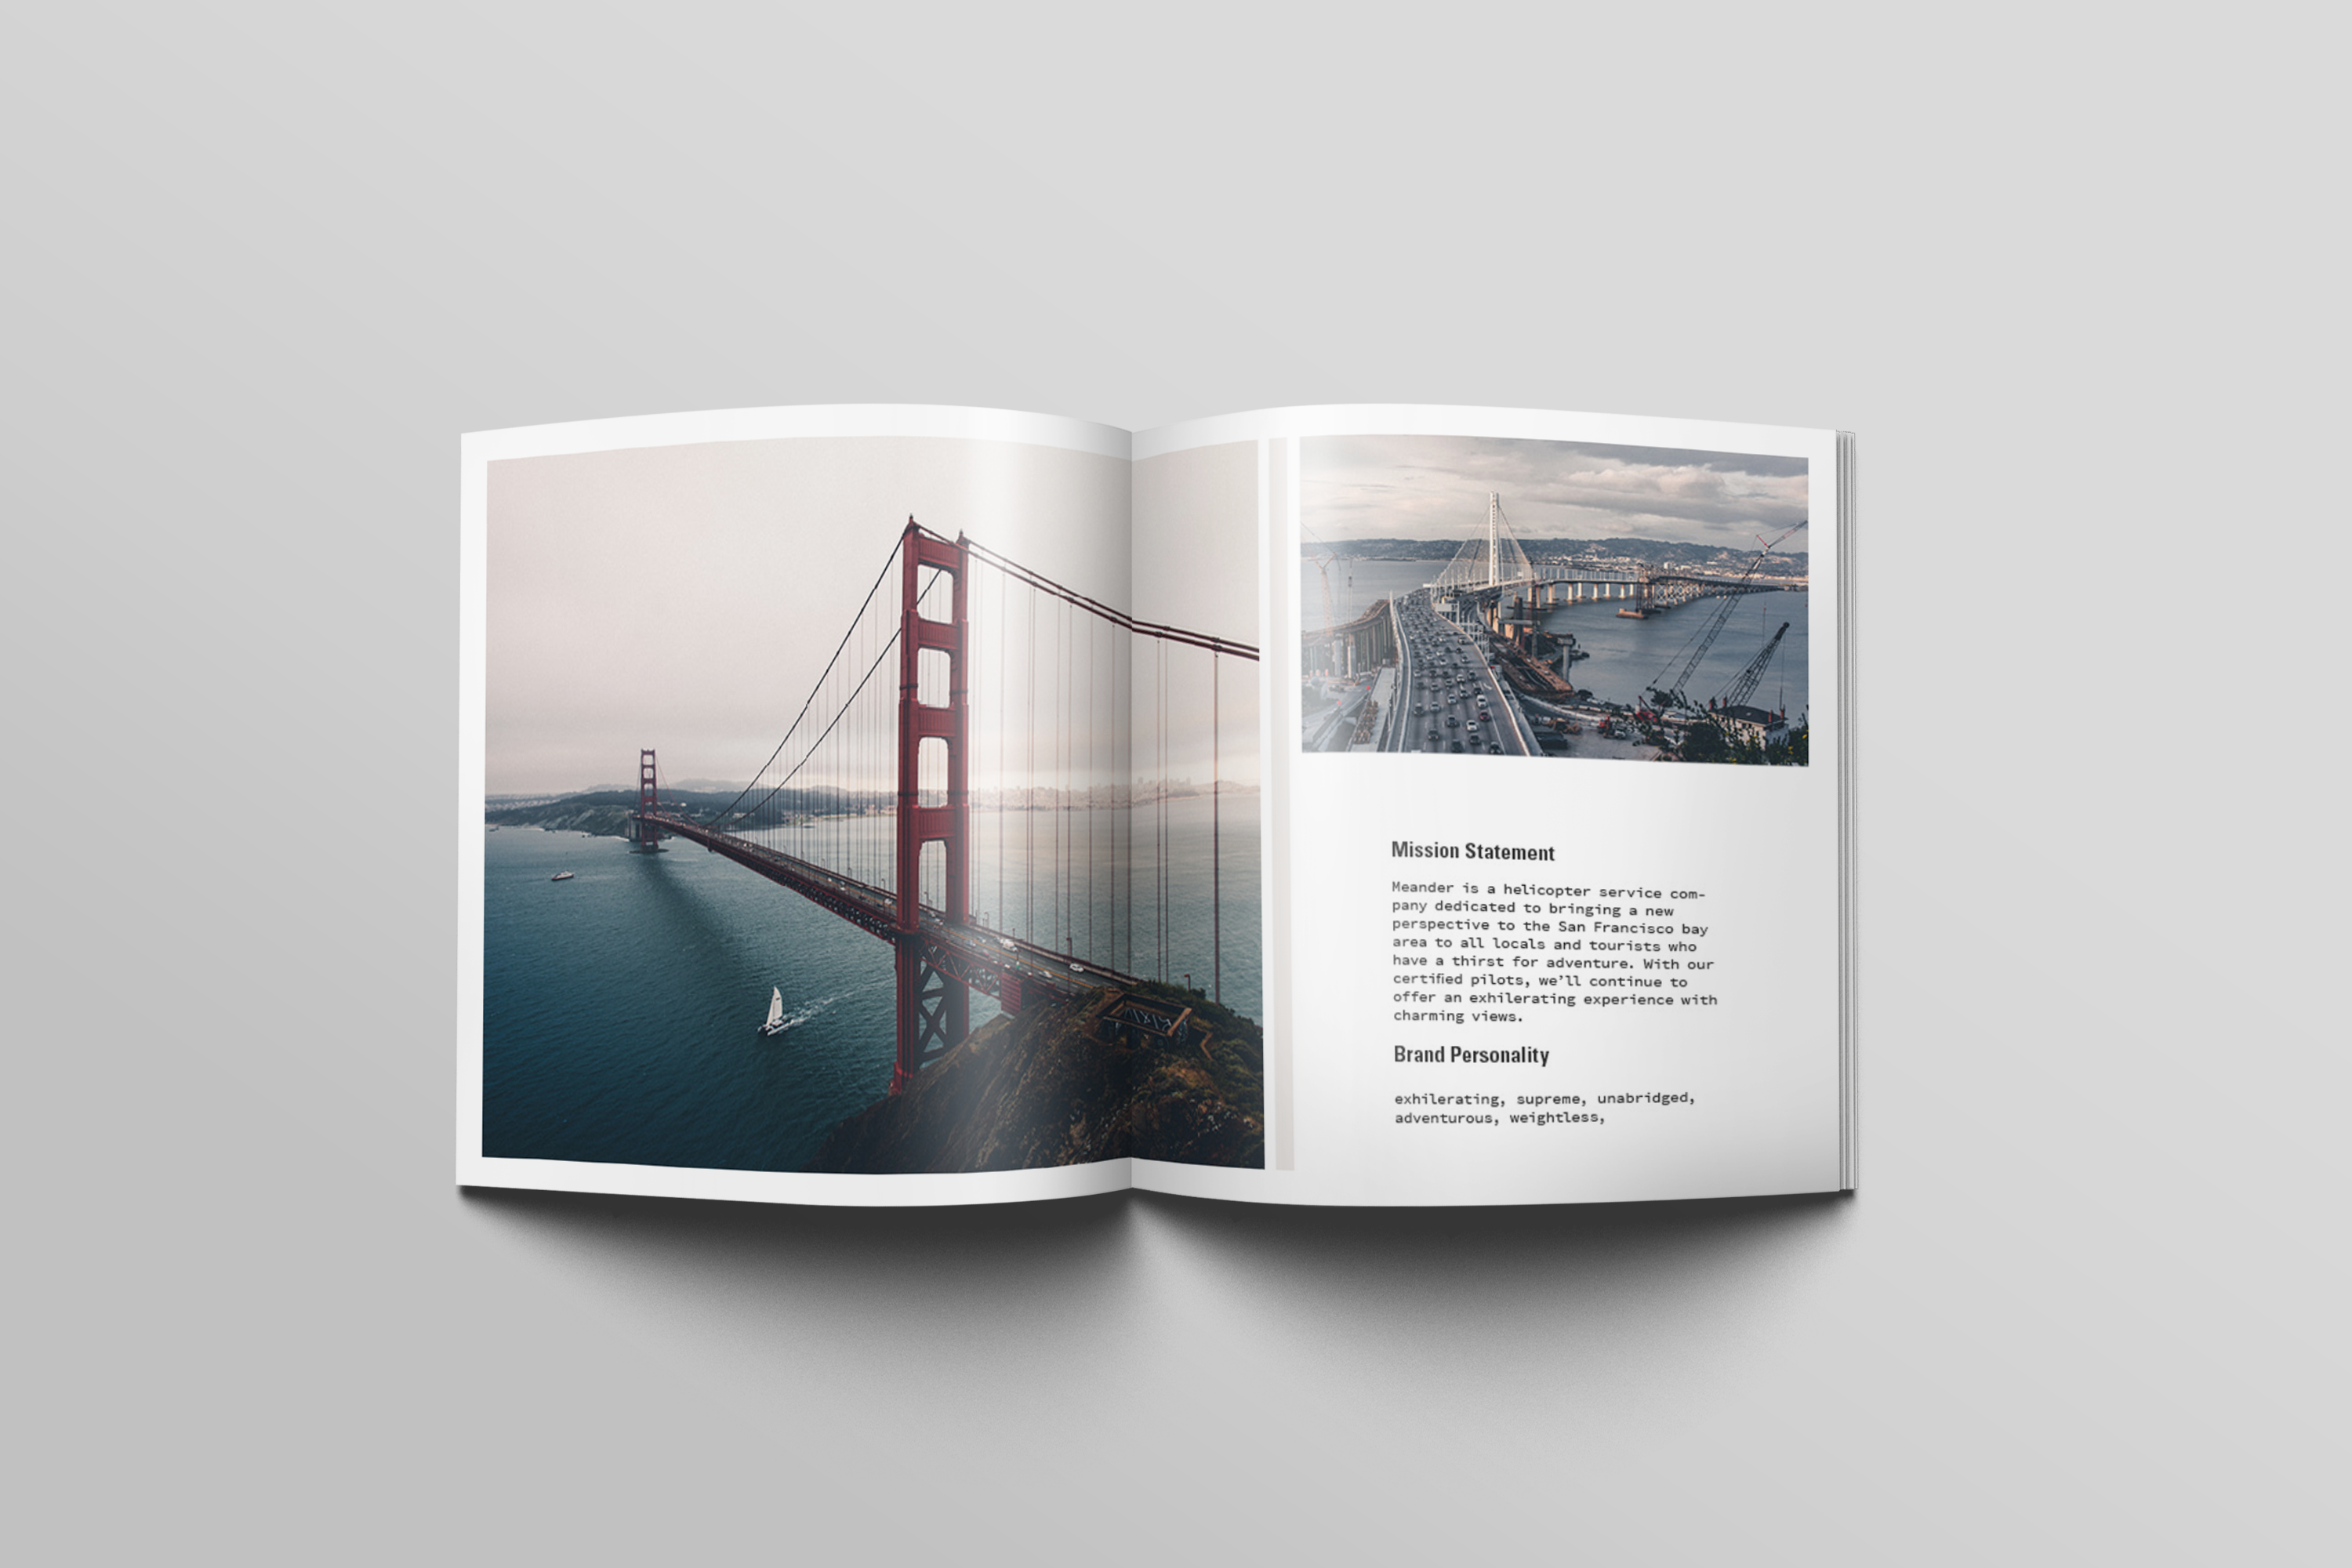 Mission Statement
Meander is a helicopter service com-
pany dedicated to bringing a new
perspective to the San Francisco bay
area to all locals and tourists who
have a thirst for adventure. With our
certified pilots, we'll continue to
offer an exhilerating experience with
charming views.
Brand Personality
exhilerating, supreme, unabridged,
adventurous, weightless,